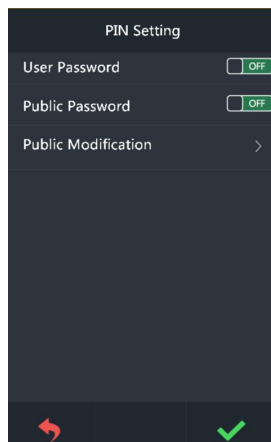 PIN Setting
User Password OFF
Public Password OFF
Public Modification